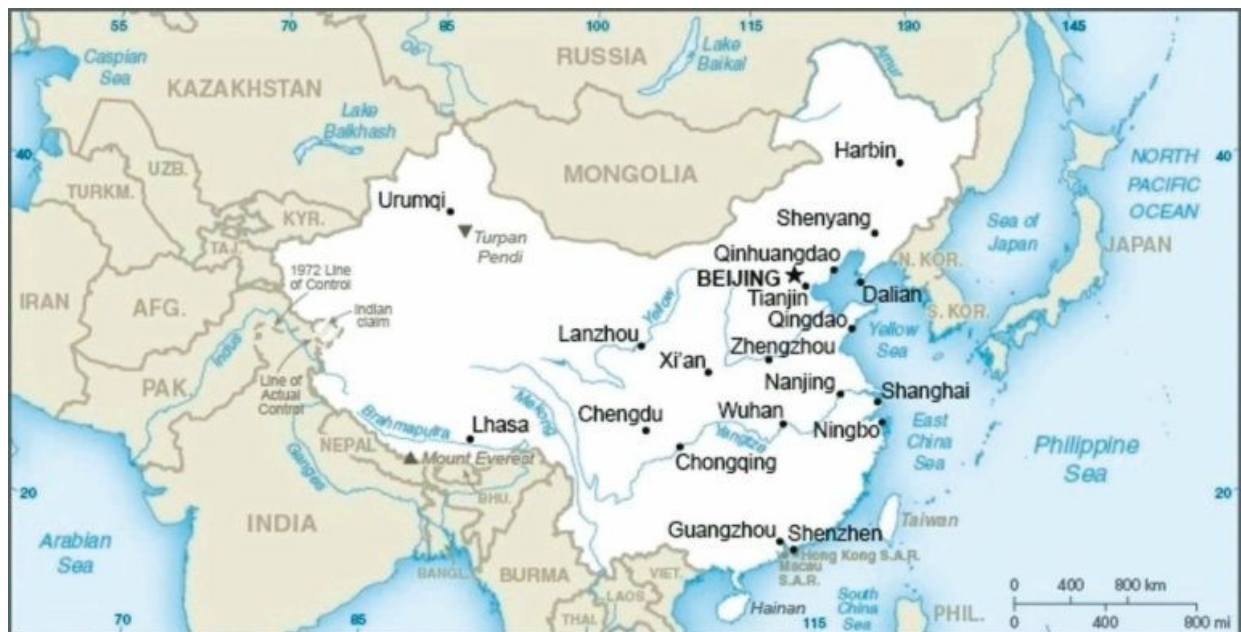 55
70
85
100
115
130
145
RUSSIA
Ob
Lake
Baikal
Amur
Caspian
Sea
KAZAKHSTAN
Lake
Balkhash
40
UZB.
TURKM.
KYR.
TAJ.
MONGOLIA
Harbin
40
NORTH
PACIFIC
OCEAN
Urumqi
Turpan
Pendi
Shenyang
Sea of
Japan
JAPAN
Qinhuangdao
BEIJING
Tianjin
Dalian
N. KOR.
S. KOR.
1972 Line
of Control
Indian
claim
IRAN
AFG.
Indus
PAK.
Line of
Actual
Control
Lanzhou
Yellow
Qingdao
Yellow
Sea
Zhengzhou
Xi'an
Nanjing
Shanghai
Mekong
Chengdu
Wuhan
Yangtze
Ningbo
East
China
Sea
Philippine
Sea
Brahmaputra
Lhasa
NEPAL
Mount Everest
Ganges
Chongqing
BHU.
20
20
INDIA
Arabian
Sea
BANGL.
BURMA
Guangzhou
Shenzhen
Taiwan
Hong Kong S.A.R.
Macau
S.A.R.
VIET.
LAOS
THAI.
Hainan
South
China
Sea
PHIL.
0 400 800 km
0 400 800 mi
70
85
115